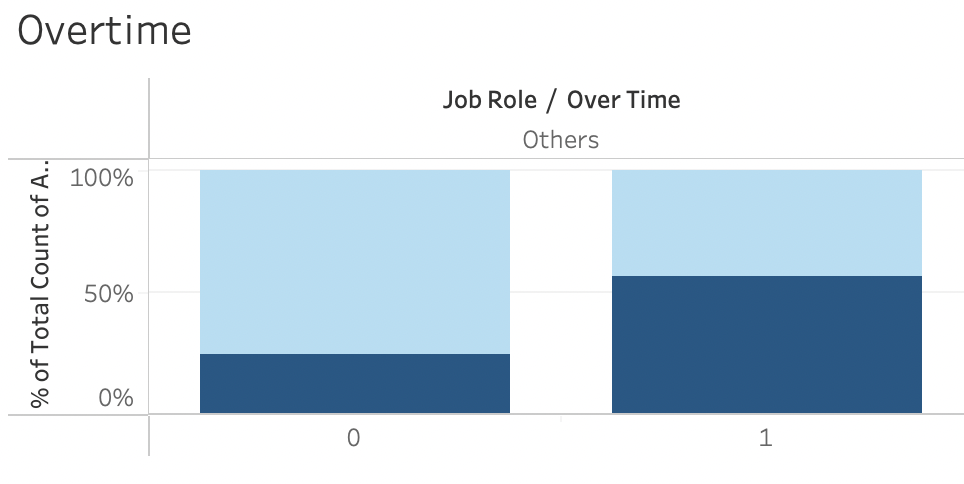 Overtime
Job Role / Over Time
Others
% of Total Count of A..
100%
50%
0%
0
1